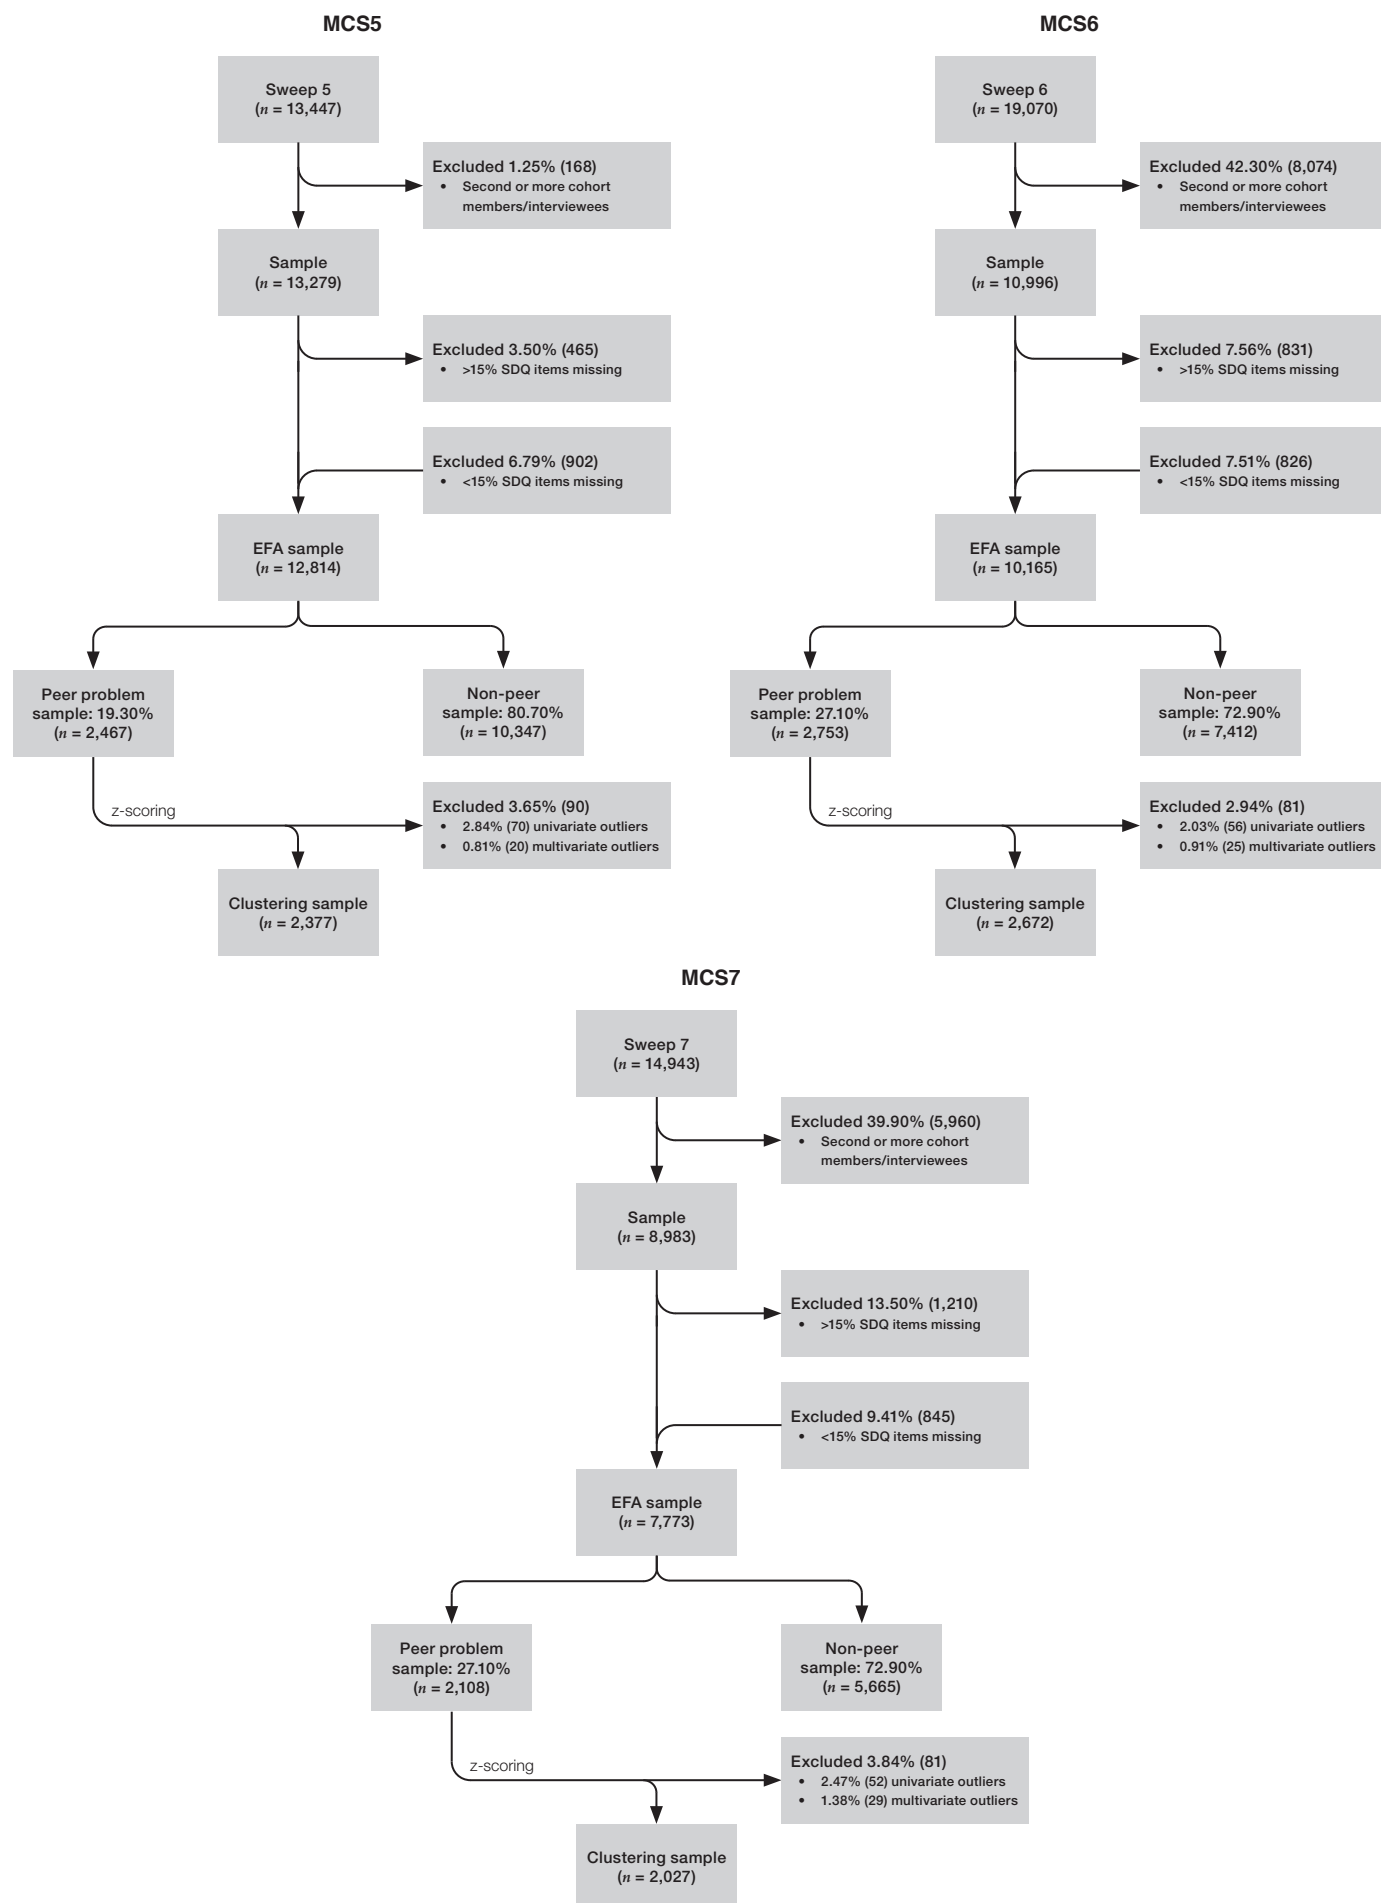 MCS5
Sweep 5
(n = 13,447)
Excluded 1.25% (168)
• Second or more cohort
members/interviewees
Sample
(n = 13,279)
Excluded 3.50% (465)
• >15% SDQ items missing
Excluded 6.79% (902)
• <15% SDQ items missing
EFA sample
(n = 12,814)
Peer problem
sample: 19.30%
(n = 2,467)
Non-peer
sample: 80.70%
(n = 10,347)
z-scoring
Excluded 3.65% (90)
• 2.84% (70) univariate outliers
• 0.81% (20) multivariate outliers
Clustering sample
(n = 2,377)
MCS6
Sweep 6
(n = 19,070)
Excluded 42.30% (8,074)
• Second or more cohort
members/interviewees
Sample
(n = 10,996)
Excluded 7.56% (831)
• >15% SDQ items missing
Excluded 7.51% (826)
• <15% SDQ items missing
EFA sample
(n = 10,165)
Peer problem
sample: 27.10%
(n = 2,753)
Non-peer
sample: 72.90%
(n = 7,412)
z-scoring
Excluded 2.94% (81)
• 2.03% (56) univariate outliers
• 0.91% (25) multivariate outliers
Clustering sample
(n = 2,672)
MCS7
Sweep 7
(n = 14,943)
Excluded 39.90% (5,960)
• Second or more cohort
members/interviewees
Sample
(n = 8,983)
Excluded 13.50% (1,210)
• >15% SDQ items missing
Excluded 9.41% (845)
• <15% SDQ items missing
EFA sample
(n = 7,773)
Peer problem
sample: 27.10%
(n = 2,108)
Non-peer
sample: 72.90%
(n = 5,665)
z-scoring
Excluded 3.84% (81)
• 2.47% (52) univariate outliers
• 1.38% (29) multivariate outliers
Clustering sample
(n = 2,027)